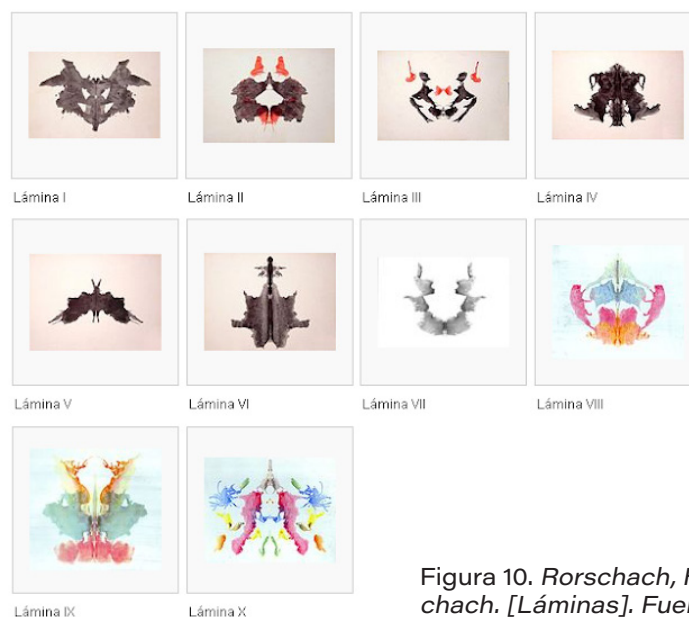 Lámina I
Lámina II
Lámina III
Lámina IV
Lámina V
Lámina VI
Lámina VII
Lámina VIII
Lámina IX
Lámina X
Figura 10. Rorschach,
chach. [Láminas].